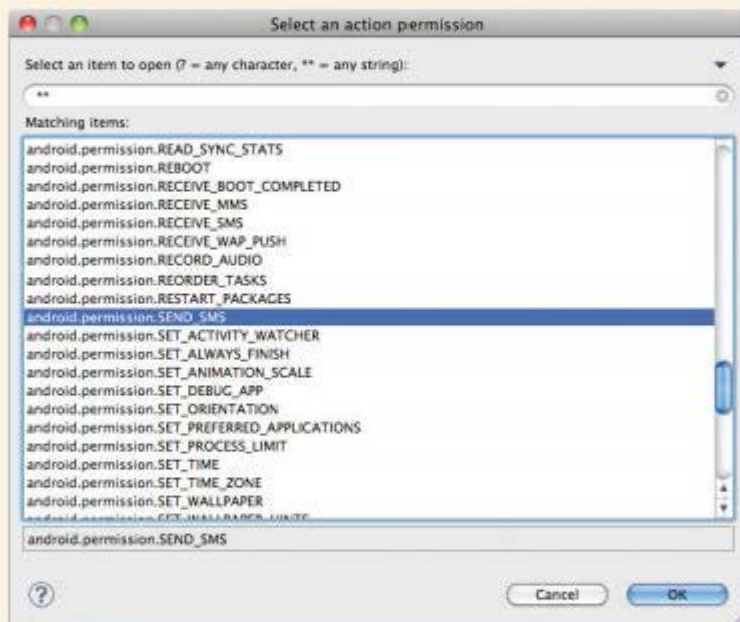 Select an action permission
Select an item to open (? = any character, ** = any string):
**
Matching items:
android.permission.READ_SYNC_STATS
android.permission.REBOOT
android.permission.RECEIVE_BOOT_COMPLETED
android.permission.RECEIVE_MMS
android.permission.RECEIVE_SMS
android.permission.RECEIVE_WAP_PUSH
android.permission.RECORD_AUDIO
android.permission.REORDER_TASKS
android.permission.RESTART_PACKAGES
android.permission.SEND_SMS
android.permission.SET_ACTIVITY_WATCHER
android.permission.SET_ALWAYS_FINISH
android.permission.SET_ANIMATION_SCALE
android.permission.SET_DEBUG_APP
android.permission.SET_ORIENTATION
android.permission.SET_PREFERRED_APPLICATIONS
android.permission.SET_PROCESS_LIMIT
android.permission.SET_TIME
android.permission.SET_TIME_ZONE
android.permission.SET_WALLPAPER
android.permission.SET_WALLPAPER_HINTS
android.permission.SEND_SMS
?
Cancel
OK